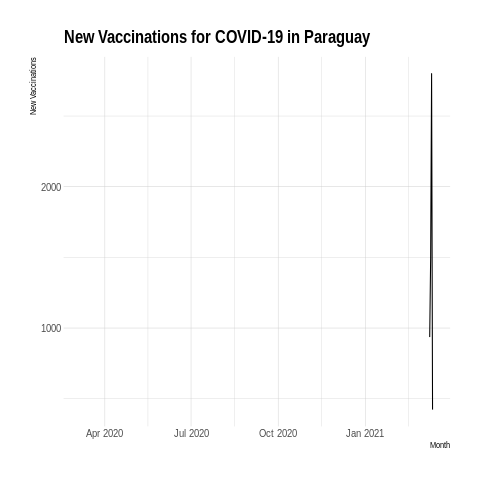 New Vaccinations for COVID-19 in Paraguay
New Vaccinations
2000
1000
Apr 2020 Jul 2020 Oct 2020 Jan 2021
Month